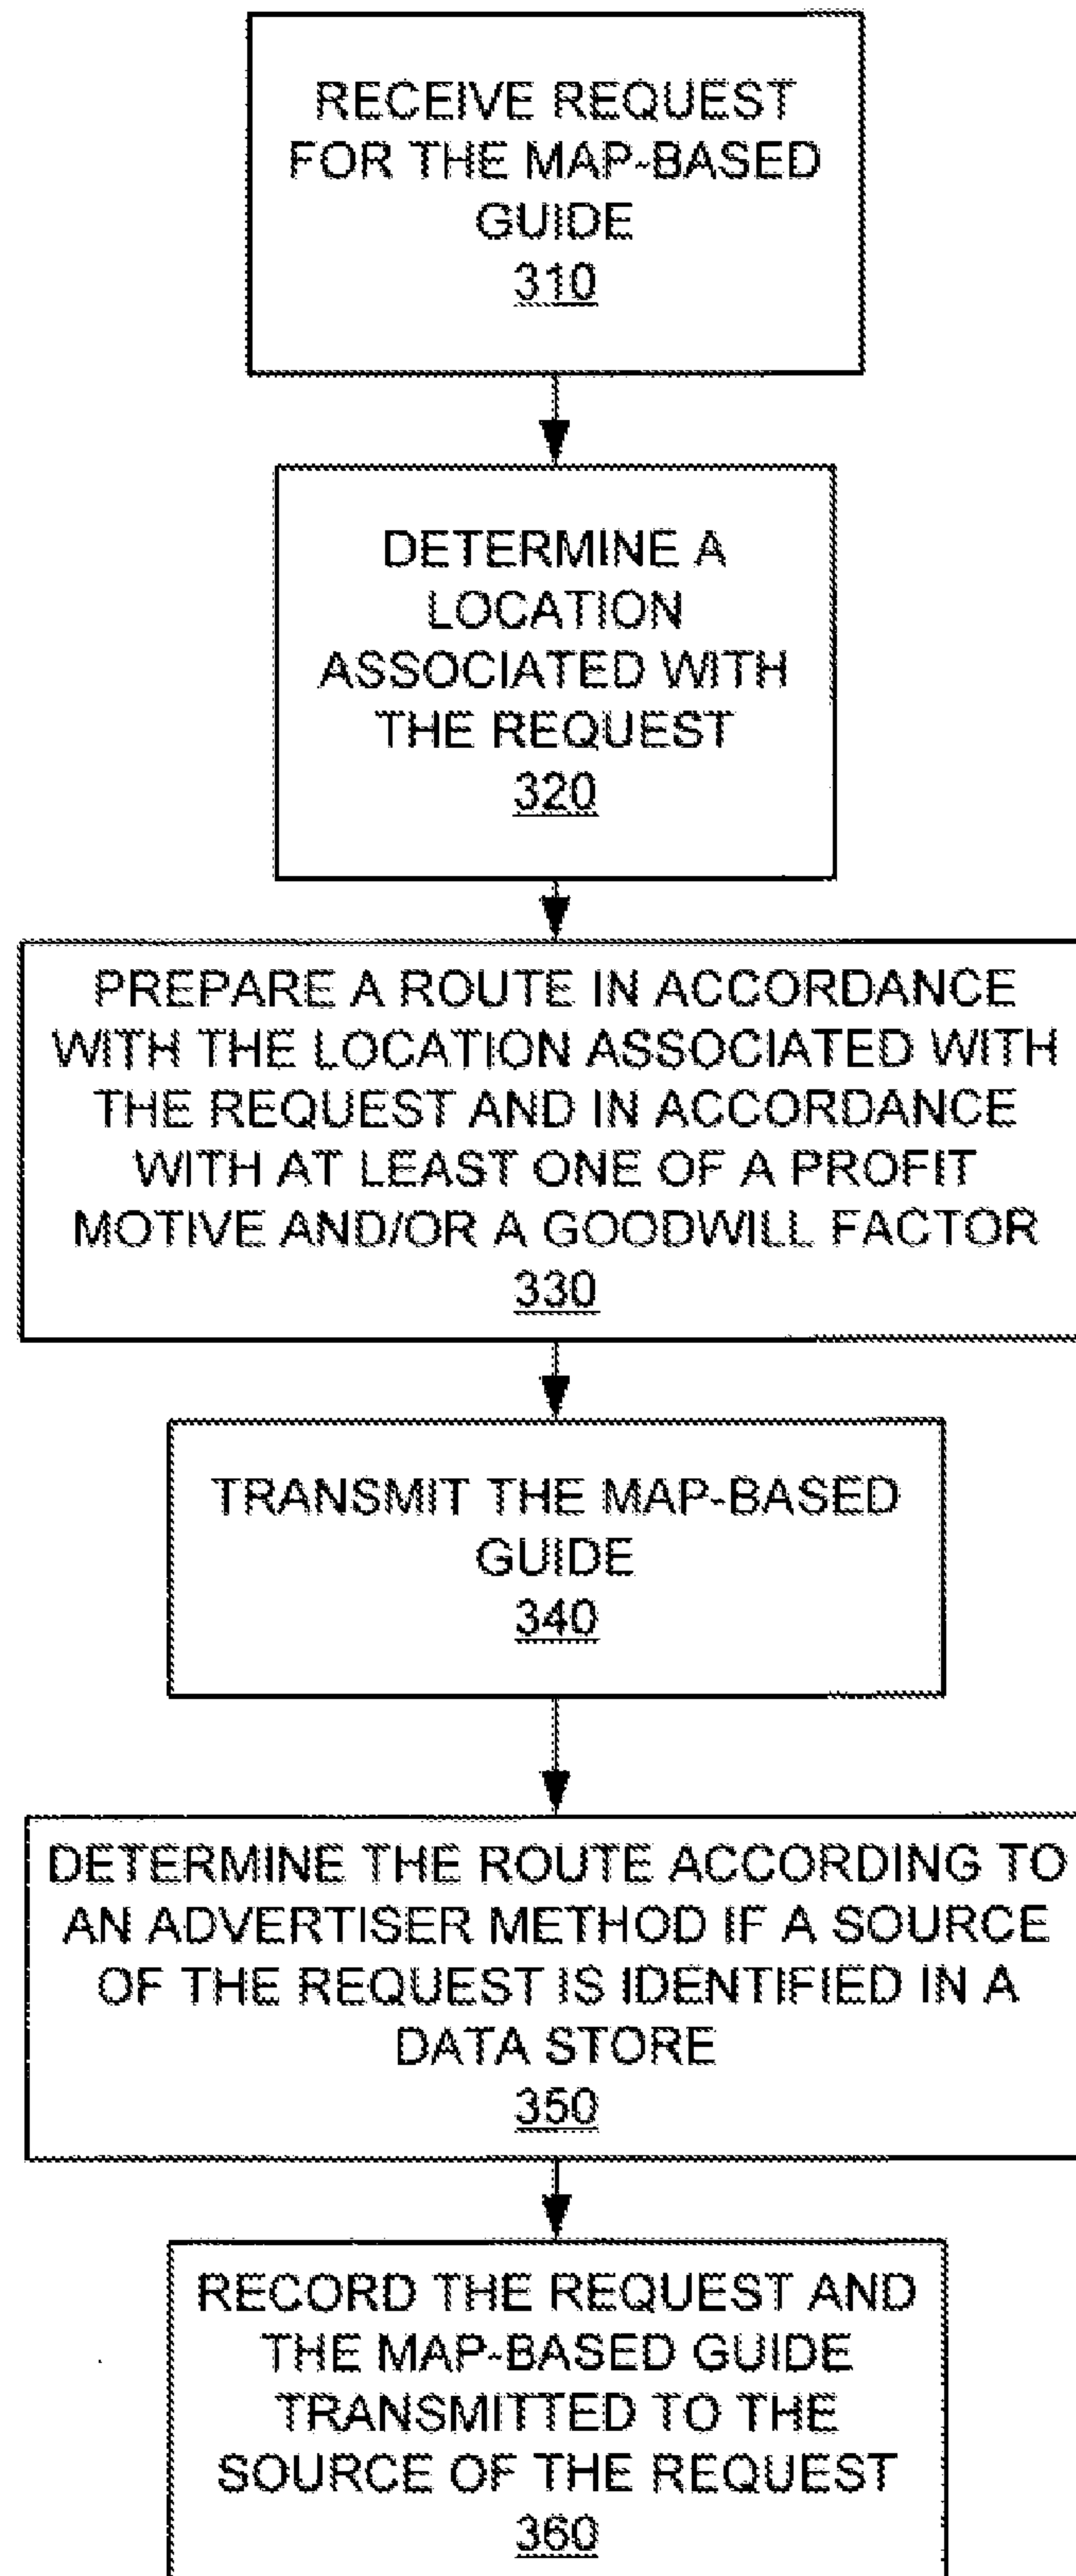 RECEIVE REQUEST
FOR THE MAP-BASED
GUIDE
310
DETERMINE A
LOCATION
ASSOCIATED WITH
THE REQUEST
320
PREPARE A ROUTE IN ACCORDANCE
WITH THE LOCATION ASSOCIATED WITH
THE REQUEST AND IN ACCORDANCE
WITH AT LEAST ONE OF A PROFIT
MOTIVE AND/OR A GOODWILL FACTOR
330
TRANSMIT THE MAP-BASED
GUIDE
340
DETERMINE THE ROUTE ACCORDING TO
AN ADVERTISER METHOD IF A SOURCE
OF THE REQUEST IS IDENTIFIED IN A
DATA STORE
350
RECORD THE REQUEST AND
THE MAP-BASED GUIDE
TRANSMITTED TO THE
SOURCE OF THE REQUEST
360